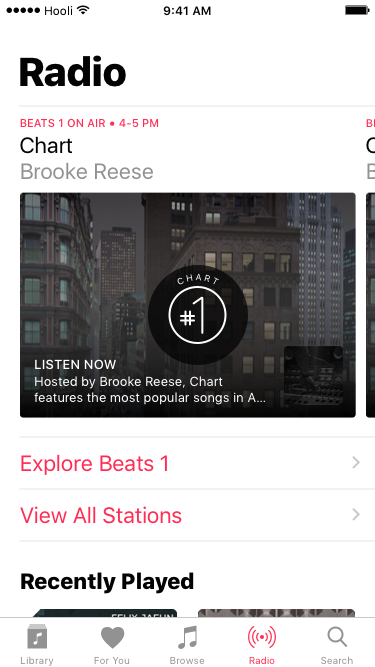 Hooli 9:41 AM
Radio
BEATS 1 ON AIR • 4-5 PM
Chart
Brooke Reese
CHART
#1
LISTEN NOW
Hosted by Brooke Reese, Chart
features the most popular songs in A...
Explore Beats 1
View All Stations
Recently Played
FELIX JAEHN
Library For You Browse Radio Search